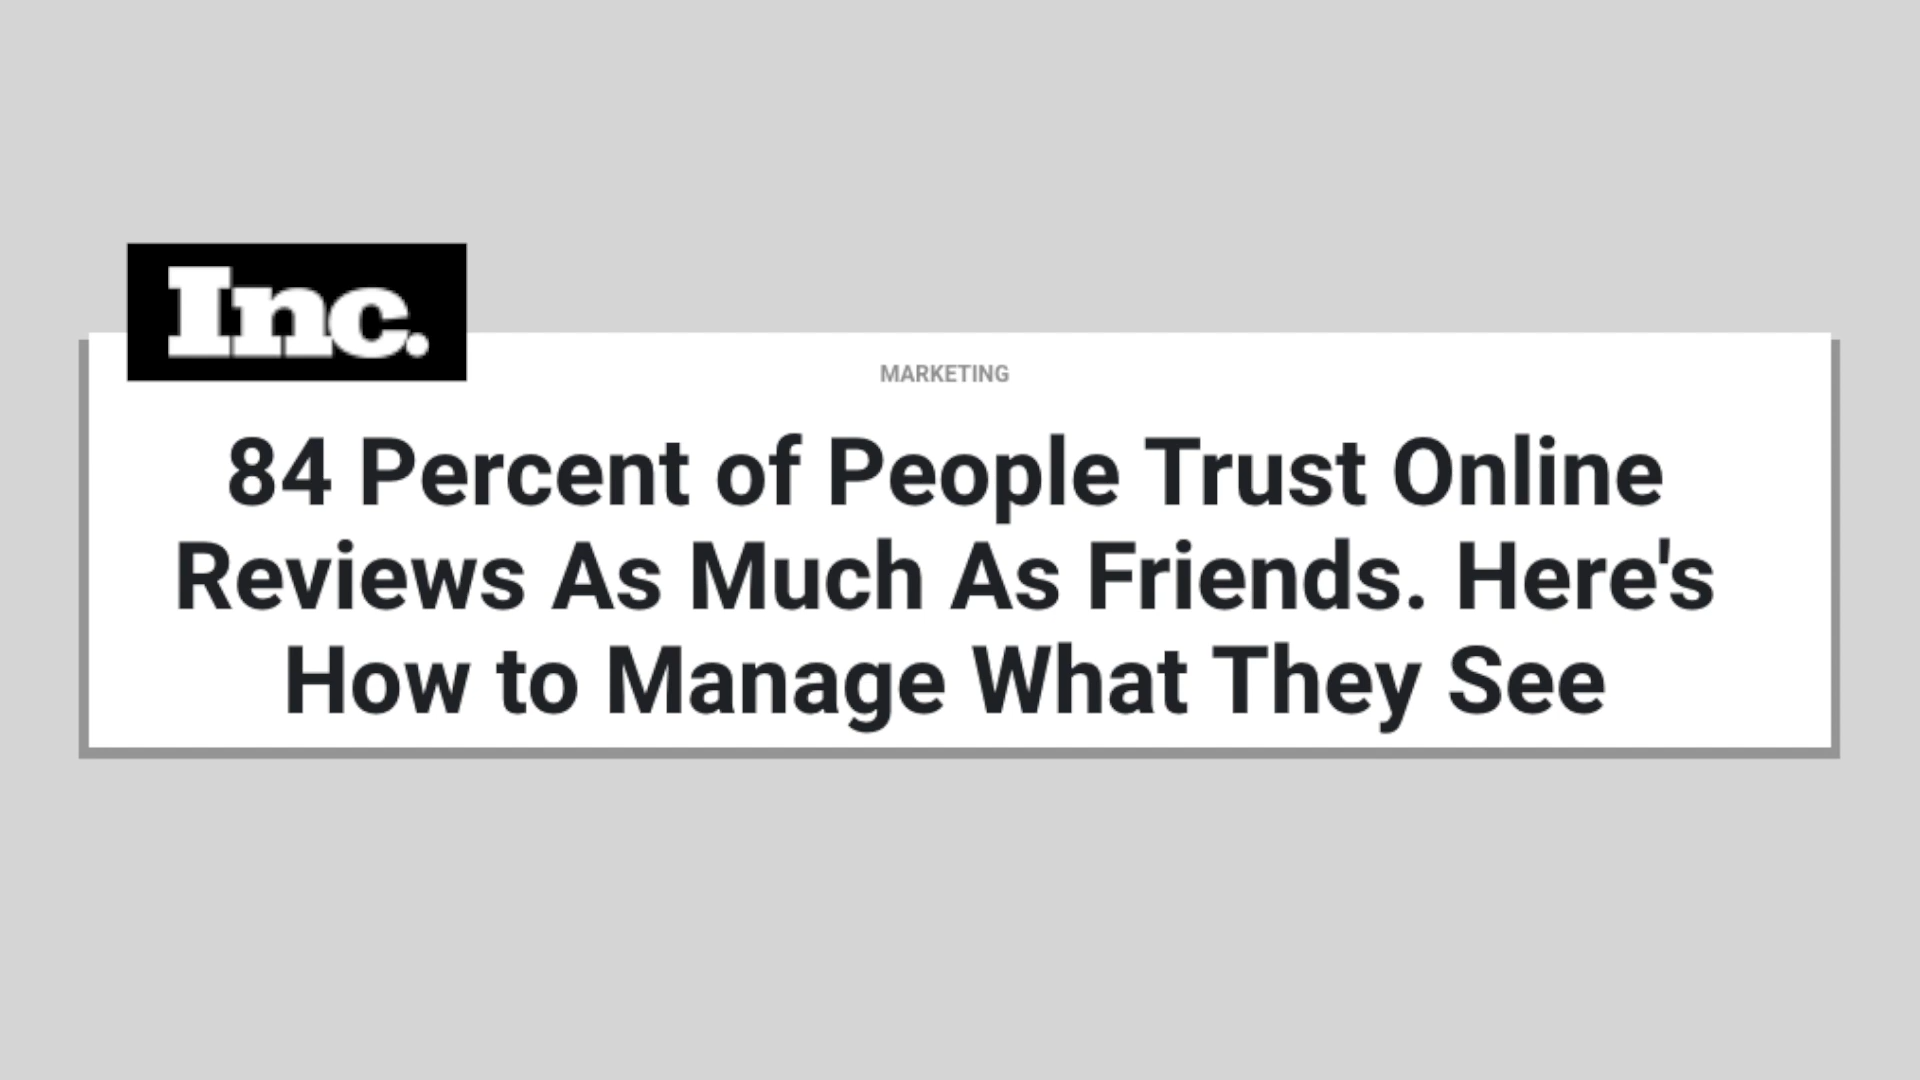 Inc.
MARKETING
84 Percent of People Trust Online
Reviews As Much As Friends. Here's
How to Manage What They See